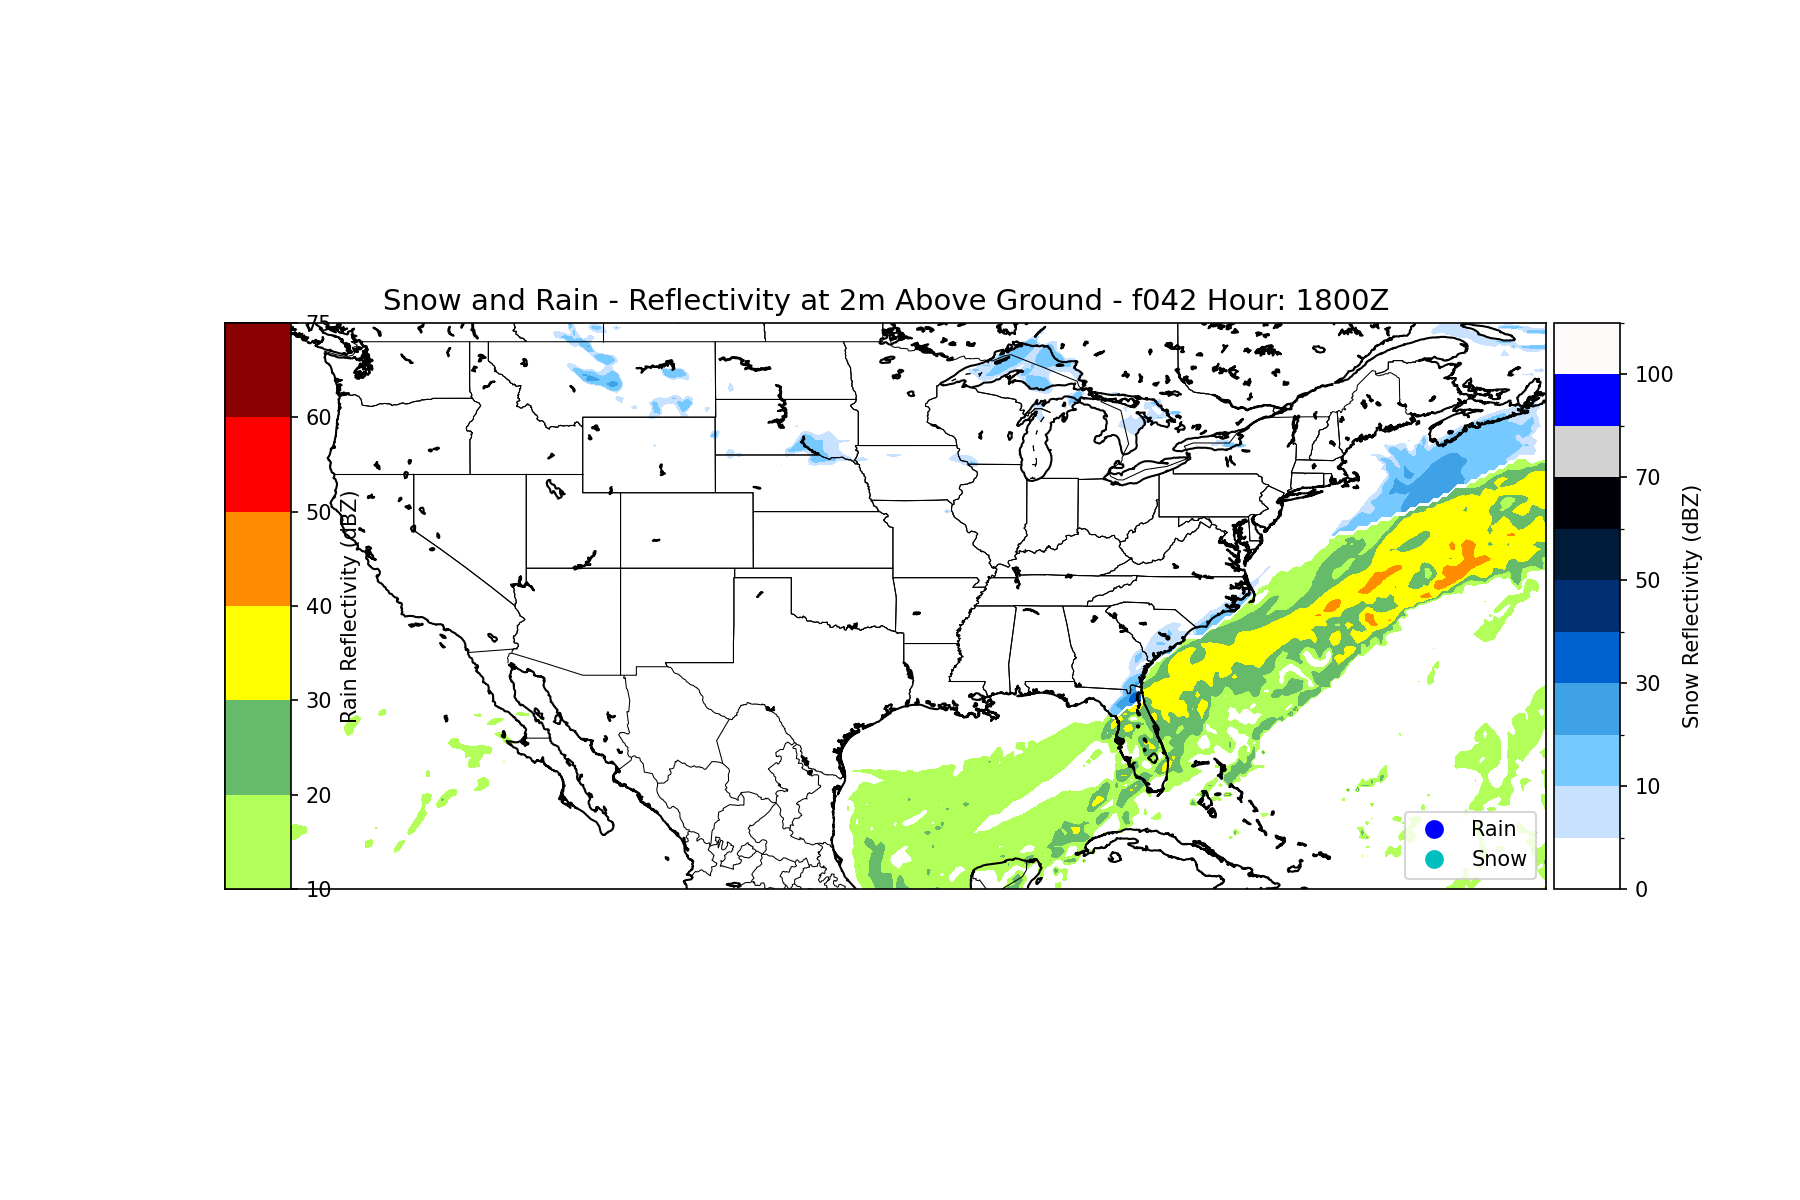 Snow and Rain - Reflectivity at 2m Above Ground - f042 Hour: 1800Z
75
60
50
40
30
20
10
Rain Reflectivity (dBZ)
100
70
50
30
10
0
Snow Reflectivity (dBZ)
Rain
Snow